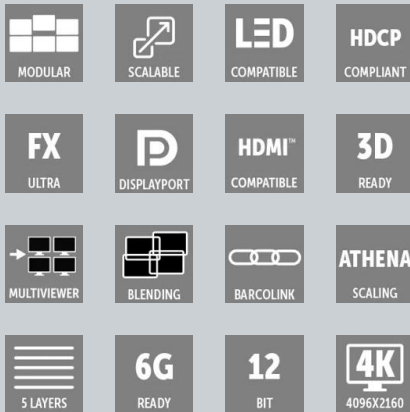 MODULAR
SCALABLE
LED
COMPATIBLE
HDCP
COMPLIANT
FX
ULTRA
DISPLAYPORT
HDMI™
COMPATIBLE
3D
READY
MULTIVIEWER
BLENDING
BARCOLINK
ATHENA
SCALING
5 LAYERS
6G
READY
12
BIT
4K
4096X2160